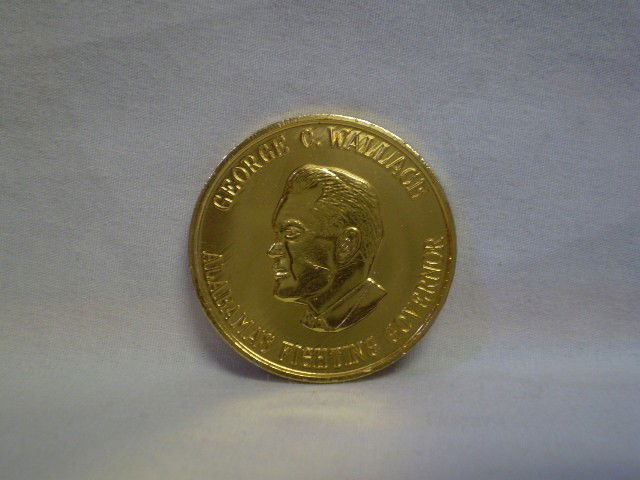 GEORGE C. WALLACE
ALABAMA'S FIGHTING GOVERNOR